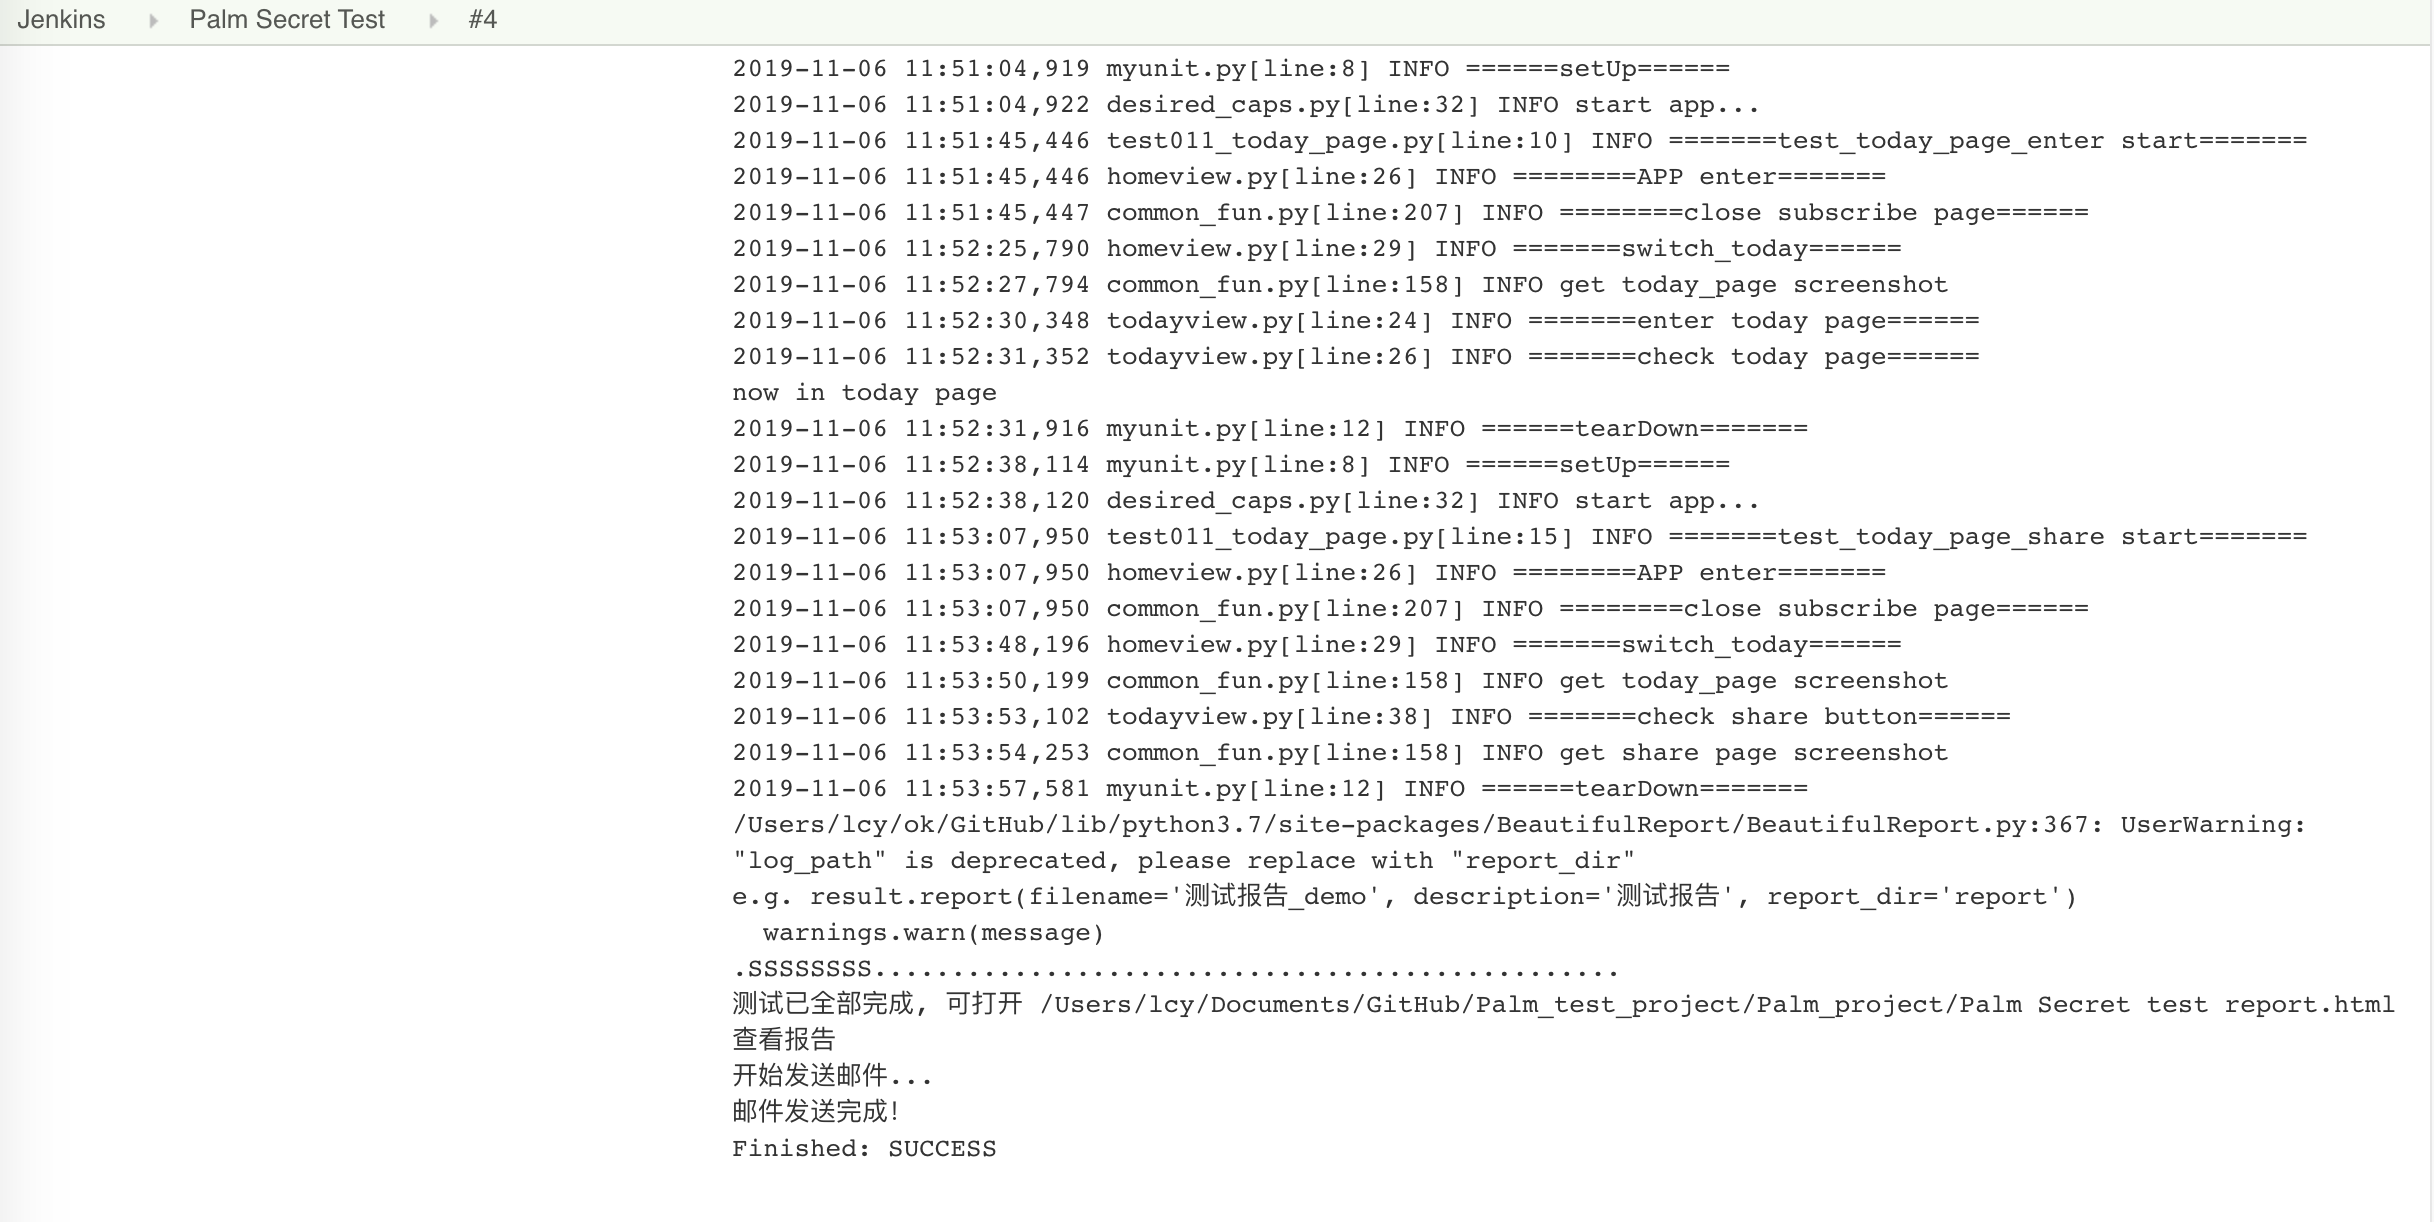 Jenkins Palm Secret Test #4
2019-11-06 11:51:04,919 myunit.py[line:8] INFO ======setUp======
2019-11-06 11:51:04,922 desired_caps.py[line:32] INFO start app...
2019-11-06 11:51:45,446 test011_today_page.py[line:10] INFO =======test_today_page_enter start=======
2019-11-06 11:51:45,446 homeview.py[line:26] INFO ========APP enter=======
2019-11-06 11:51:45,447 common_fun.py[line:207] INFO ========close subscribe page======
2019-11-06 11:52:25,790 homeview.py[line:29] INFO =======switch_today======
2019-11-06 11:52:27,794 common_fun.py[line:158] INFO get today_page screenshot
2019-11-06 11:52:30,348 todayview.py[line:24] INFO =======enter today page======
2019-11-06 11:52:31,352 todayview.py[line:26] INFO =======check today page======
now in today page
2019-11-06 11:52:31,916 myunit.py[line:12] INFO ======tearDown=======
2019-11-06 11:52:38,114 myunit.py[line:8] INFO ======setUp======
2019-11-06 11:52:38,120 desired_caps.py[line:32] INFO start app...
2019-11-06 11:53:07,950 test011_today_page.py[line:15] INFO =======test_today_page_share start=======
2019-11-06 11:53:07,950 homeview.py[line:26] INFO ========APP enter=======
2019-11-06 11:53:07,950 common_fun.py[line:207] INFO ========close subscribe page======
2019-11-06 11:53:48,196 homeview.py[line:29] INFO =======switch_today======
2019-11-06 11:53:50,199 common_fun.py[line:158] INFO get today_page screenshot
2019-11-06 11:53:53,102 todayview.py[line:38] INFO =======check share button======
2019-11-06 11:53:54,253 common_fun.py[line:158] INFO get share page screenshot
2019-11-06 11:53:57,581 myunit.py[line:12] INFO ======tearDown=======
/Users/lcy/ok/GitHub/lib/python3.7/site-packages/BeautifulReport/BeautifulReport.py:367: UserWarning:
"log_path" is deprecated, please replace with "report_dir"
e.g. result.report(filename='测试报告_demo', description='测试报告', report_dir='report')
  warnings.warn(message)
.SSSSSSSS................................................
测试已全部完成, 可打开 /Users/lcy/Documents/GitHub/Palm_test_project/Palm_project/Palm Secret test report.html
查看报告
开始发送邮件...
邮件发送完成!
Finished: SUCCESS